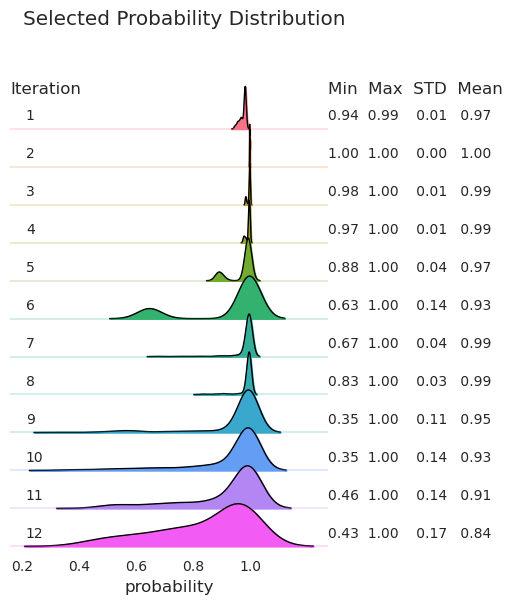 Selected Probability Distribution
Iteration Min Max STD Mean
1 0.94 0.99 0.01 0.97
2 1.00 1.00 0.00 1.00
3 0.98 1.00 0.01 0.99
4 0.97 1.00 0.01 0.99
5 0.88 1.00 0.04 0.97
6 0.63 1.00 0.14 0.93
7 0.67 1.00 0.04 0.99
8 0.83 1.00 0.03 0.99
9 0.35 1.00 0.11 0.95
10 0.35 1.00 0.14 0.93
11 0.46 1.00 0.14 0.91
12 0.43 1.00 0.17 0.84
0.2 0.4 0.6 0.8 1.0
probability